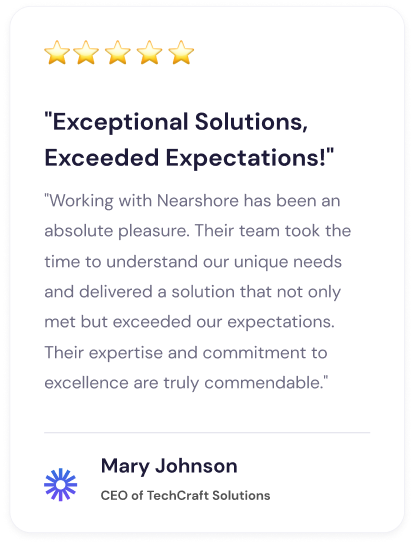 "Exceptional Solutions,
Exceeded Expectations!"
"Working with Nearshore has been an
absolute pleasure. Their team took the
time to understand our unique needs
and delivered a solution that not only
met but exceeded our expectations.
Their expertise and commitment to
excellence are truly commendable."
Mary Johnson
CEO of TechCraft Solutions